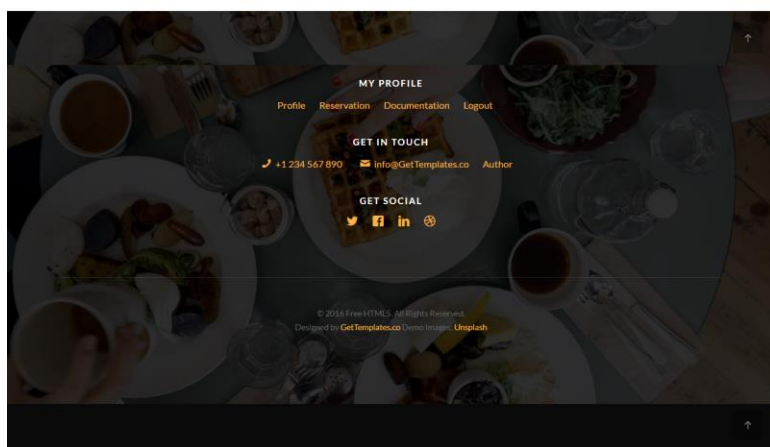 MY PROFILE
Profile Reservation Documentation Logout
GET IN TOUCH
+1 234 567 890 info@GetTemplates.co Author
GET SOCIAL
© 2016 Free HTML5. All Rights Reserved.
Designed by GetTemplates.co Demo Images: Unsplash